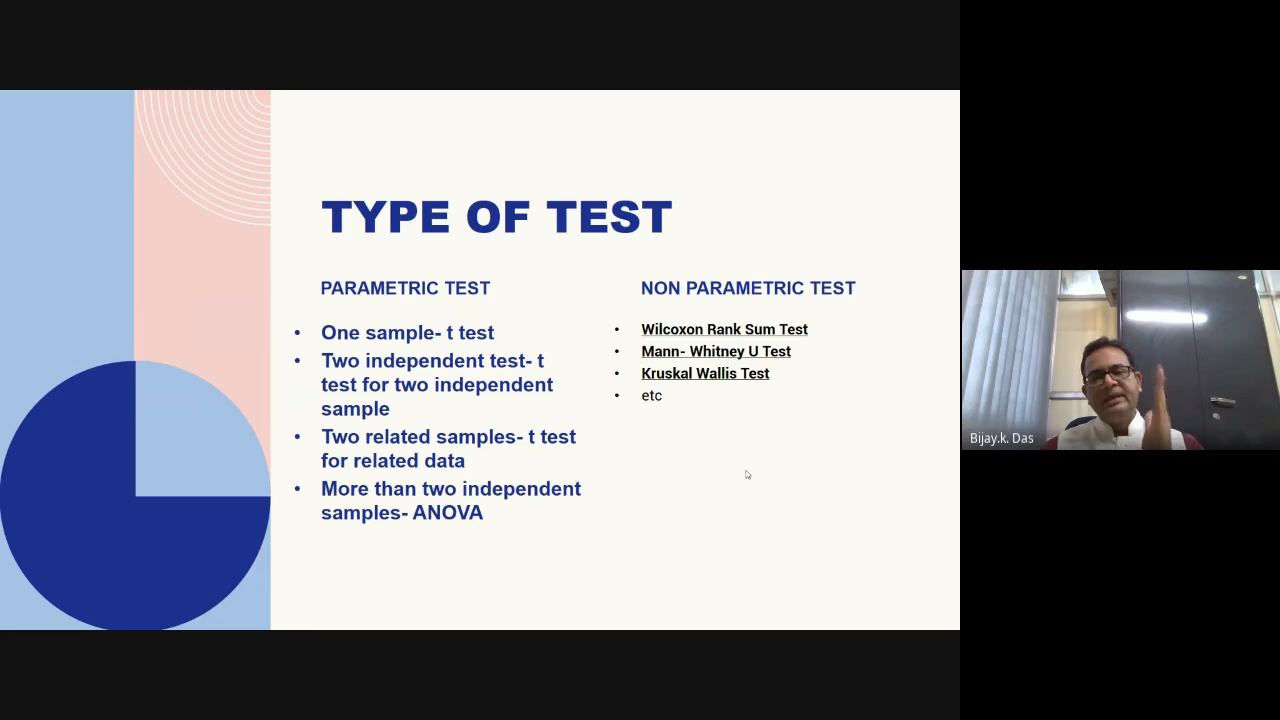 TYPE OF TEST
PARAMETRIC TEST
• One sample- t test
• Two independent test- t
test for two independent
sample
• Two related samples- t test
for related data
• More than two independent
samples- ANOVA
NON PARAMETRIC TEST
• Wilcoxon Rank Sum Test
• Mann- Whitney U Test
• Kruskal Wallis Test
• etc
Bijay.k. Das